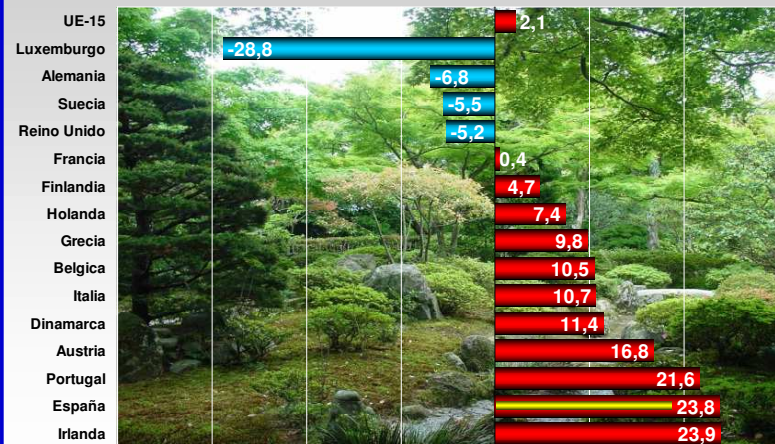 UE-15 2,1
Luxemburgo -28,8
Alemania -6,8
Suecia -5,5
Reino Unido -5,2
Francia 0,4
Finlandia 4,7
Holanda 7,4
Grecia 9,8
Belgica 10,5
Italia 10,7
Dinamarca 11,4
Austria 16,8
Portugal 21,6
España 23,8
Irlanda 23,9